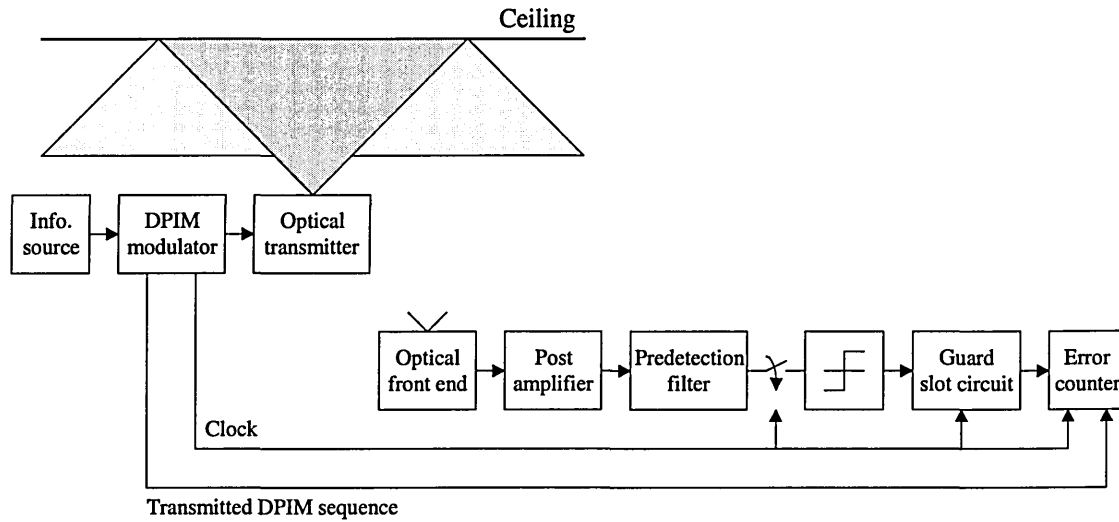 Ceiling
Info.
source
DPIM
modulator
Optical
transmitter
Optical
front end
Post
amplifier
Predetection
filter
Guard
slot circuit
Error
counter
Clock
Transmitted DPIM sequence